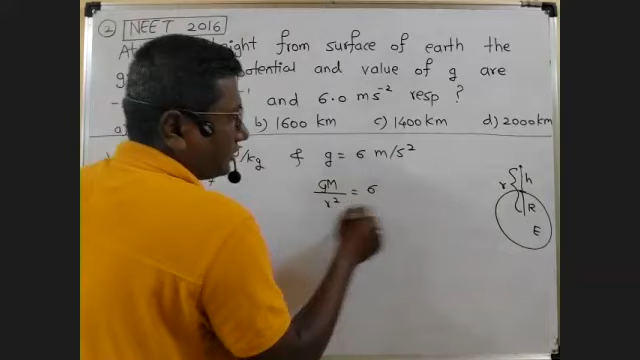 ② NEET 2016
At from surface of earth the
potential and value of g are
and 6.0 ms⁻² resp ?
a) b) 1600 km c) 1400 km d) 2000 km
/kg & g = 6 m/s²
GM/r² = 6
r h R E